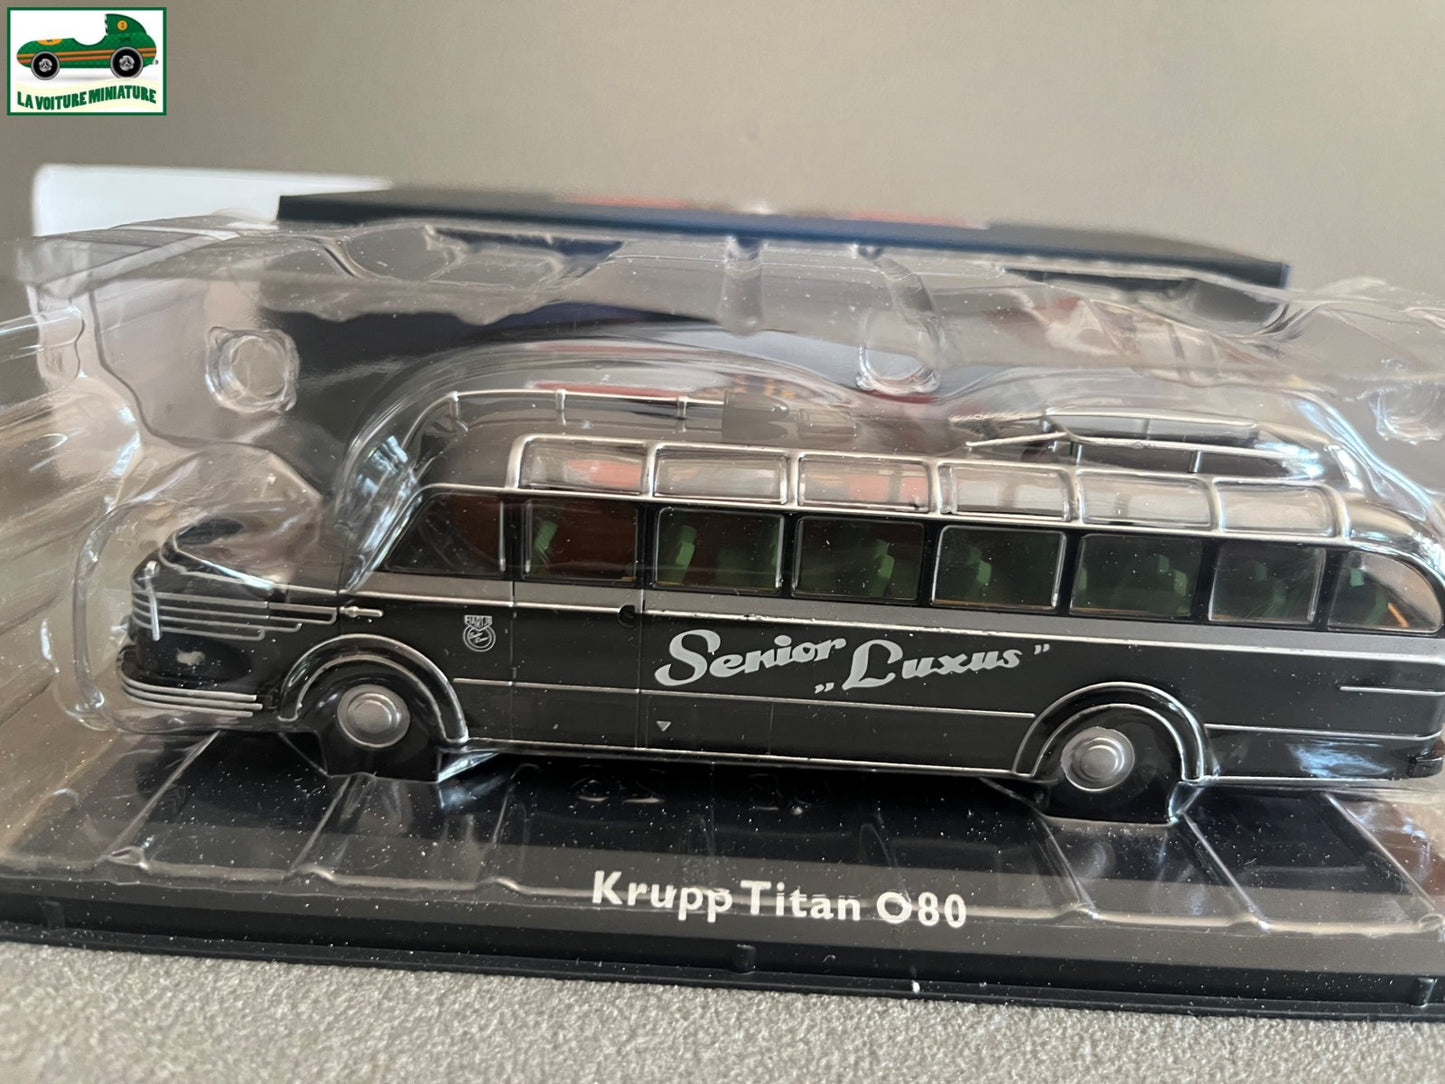 LA VOITURE MINIATURE
Senior
„Luxus”
Krupp Titan O80